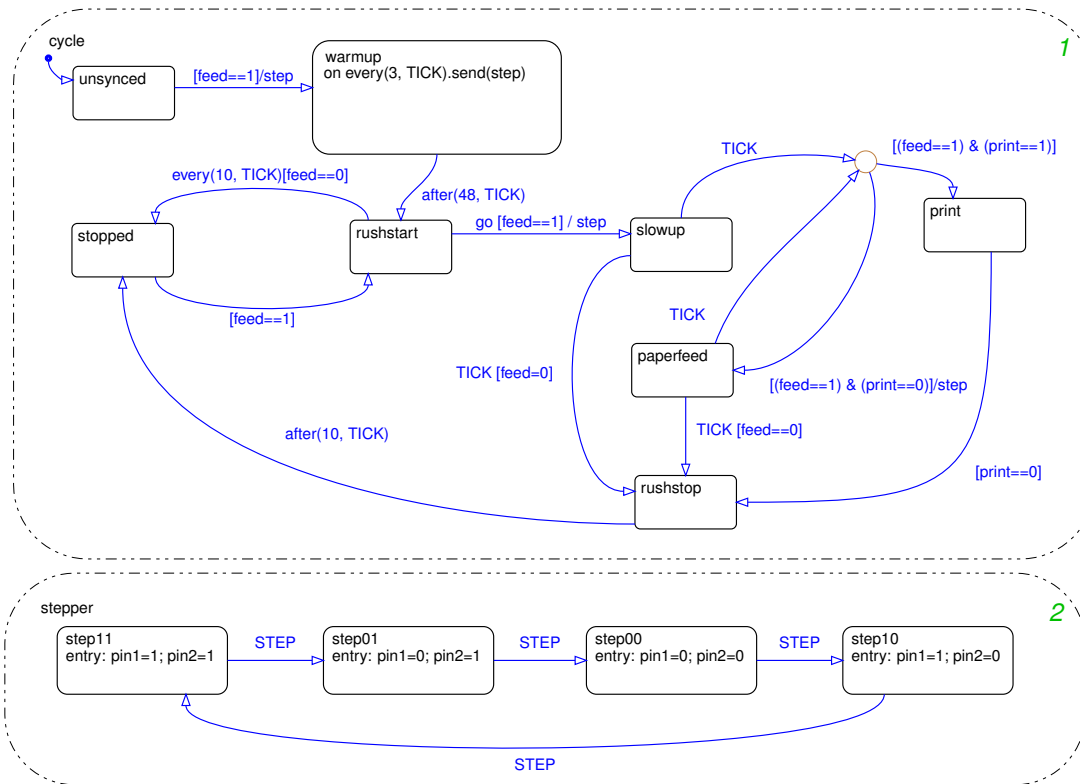 cycle
1
unsynced
[feed==1]/step
warmup
on every(3, TICK).send(step)
TICK
[(feed==1) & (print==1)]
every(10, TICK)[feed==0]
after(48, TICK)
stopped
rushstart
go [feed==1] / step
slowup
print
[feed==1]
TICK
paperfeed
TICK [feed=0]
[(feed==1) & (print==0)]/step
after(10, TICK)
TICK [feed==0]
[print==0]
rushstop
stepper
2
step11
entry: pin1=1; pin2=1
STEP
step01
entry: pin1=0; pin2=1
STEP
step00
entry: pin1=0; pin2=0
STEP
step10
entry: pin1=1; pin2=0
STEP